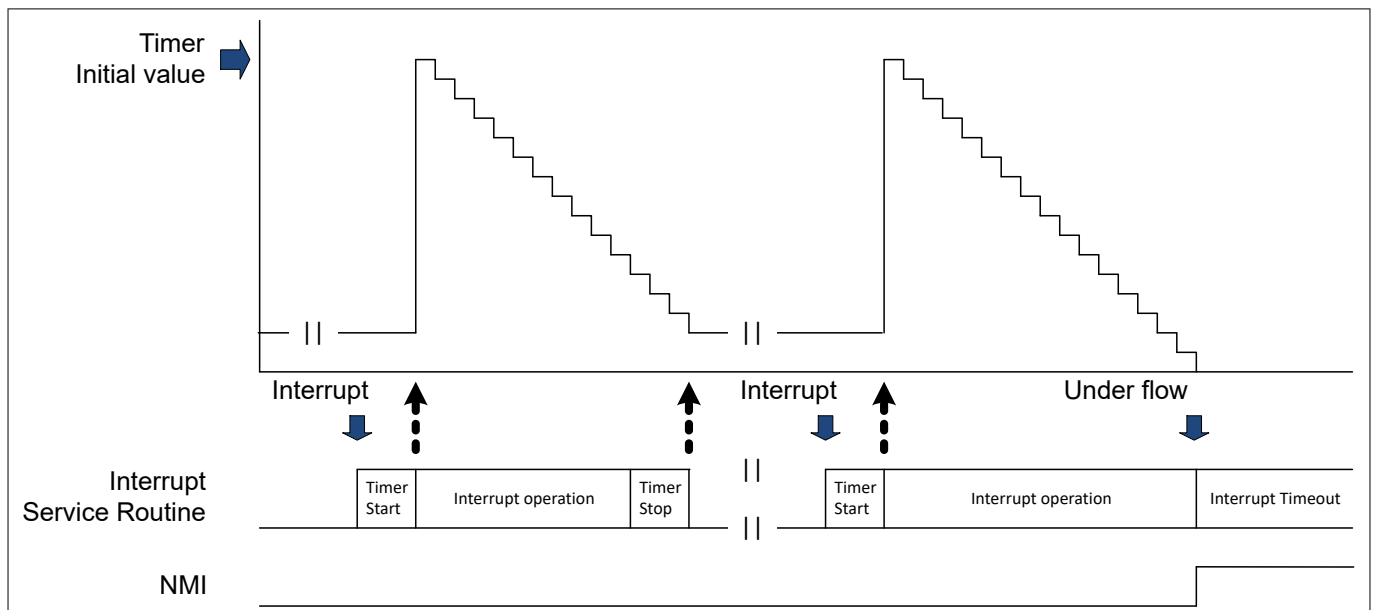 Timer
Initial value
Interrupt
Interrupt
Under flow
Interrupt
Service Routine
Timer
Start
Interrupt operation
Timer
Stop
Timer
Start
Interrupt operation
Interrupt Timeout
NMI